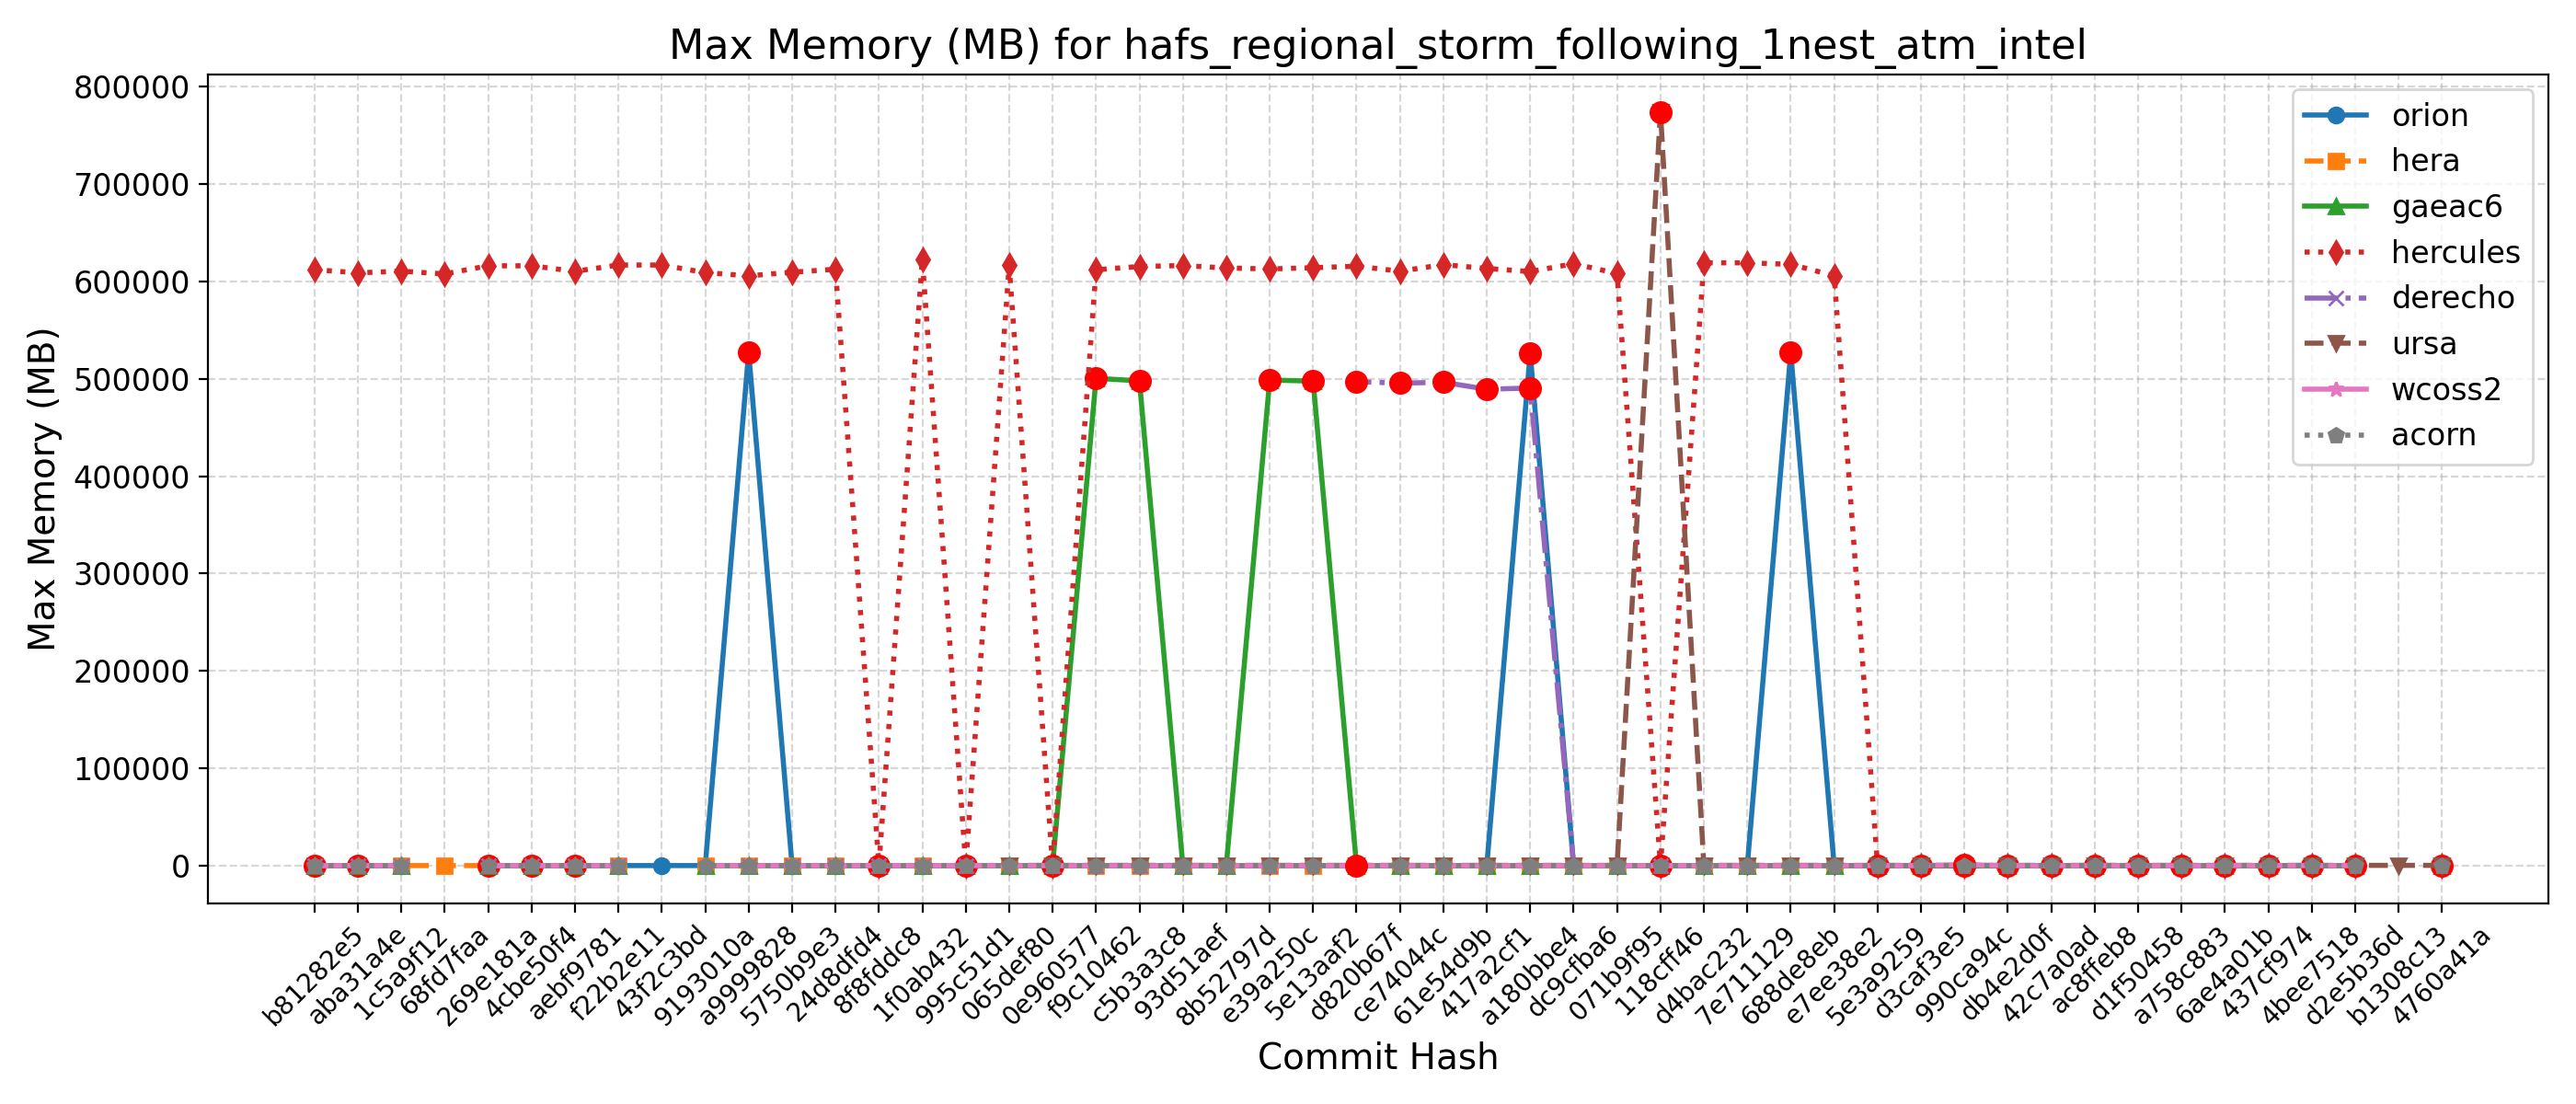 Max Memory (MB) for hafs_regional_storm_following_1nest_atm_intel
Max Memory (MB)
800000
700000
600000
500000
400000
300000
200000
100000
0
orion
hera
gaeac6
hercules
derecho
ursa
wcoss2
acorn
b81282e5
aba31a4e
1c5a9f12
68fd7faa
269e181a
4cbe50f4
aebf9781
f22b2e11
43f2c3bd
9193010a
a9999828
5750b9e3
24d8dfd4
8f8fddc8
1f0ab432
995c51d1
065def80
0e960577
f9c10462
c5b3a3c8
93d51aef
8b52797d
e39a250c
5e13aaf2
d820b67f
ce74044c
61e54d9b
417a2cf1
a180bbe4
dc9cfba6
071b9f95
118cff46
d4bac232
7e711129
688dde8eb
e7ee38e2
5e3a9259
d3caf3e5
990ca94c
db4e2d0f
42c7a0ad
ac8ffeb8
d1f50458
a758c883
6ae4a01b
437cf974
4bee7518
d2e5b36d
b1308c13
4760a41a
Commit Hash